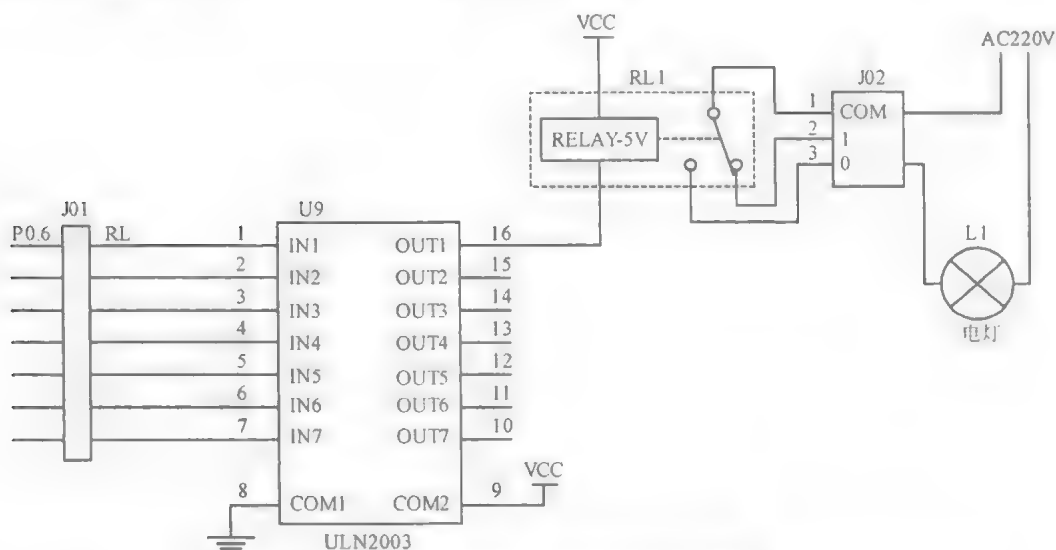 VCC
AC220V
RL1
J02
RELAY-5V
1 COM
2 1
3 0
J01
U9
P0.6 RL 1 IN1 OUT1 16
2 IN2 OUT2 15
3 IN3 OUT3 14
4 IN4 OUT4 13
5 IN5 OUT5 12
6 IN6 OUT6 11
7 IN7 OUT7 10
L1
电灯
VCC
8 COM1 COM2 9
ULN2003